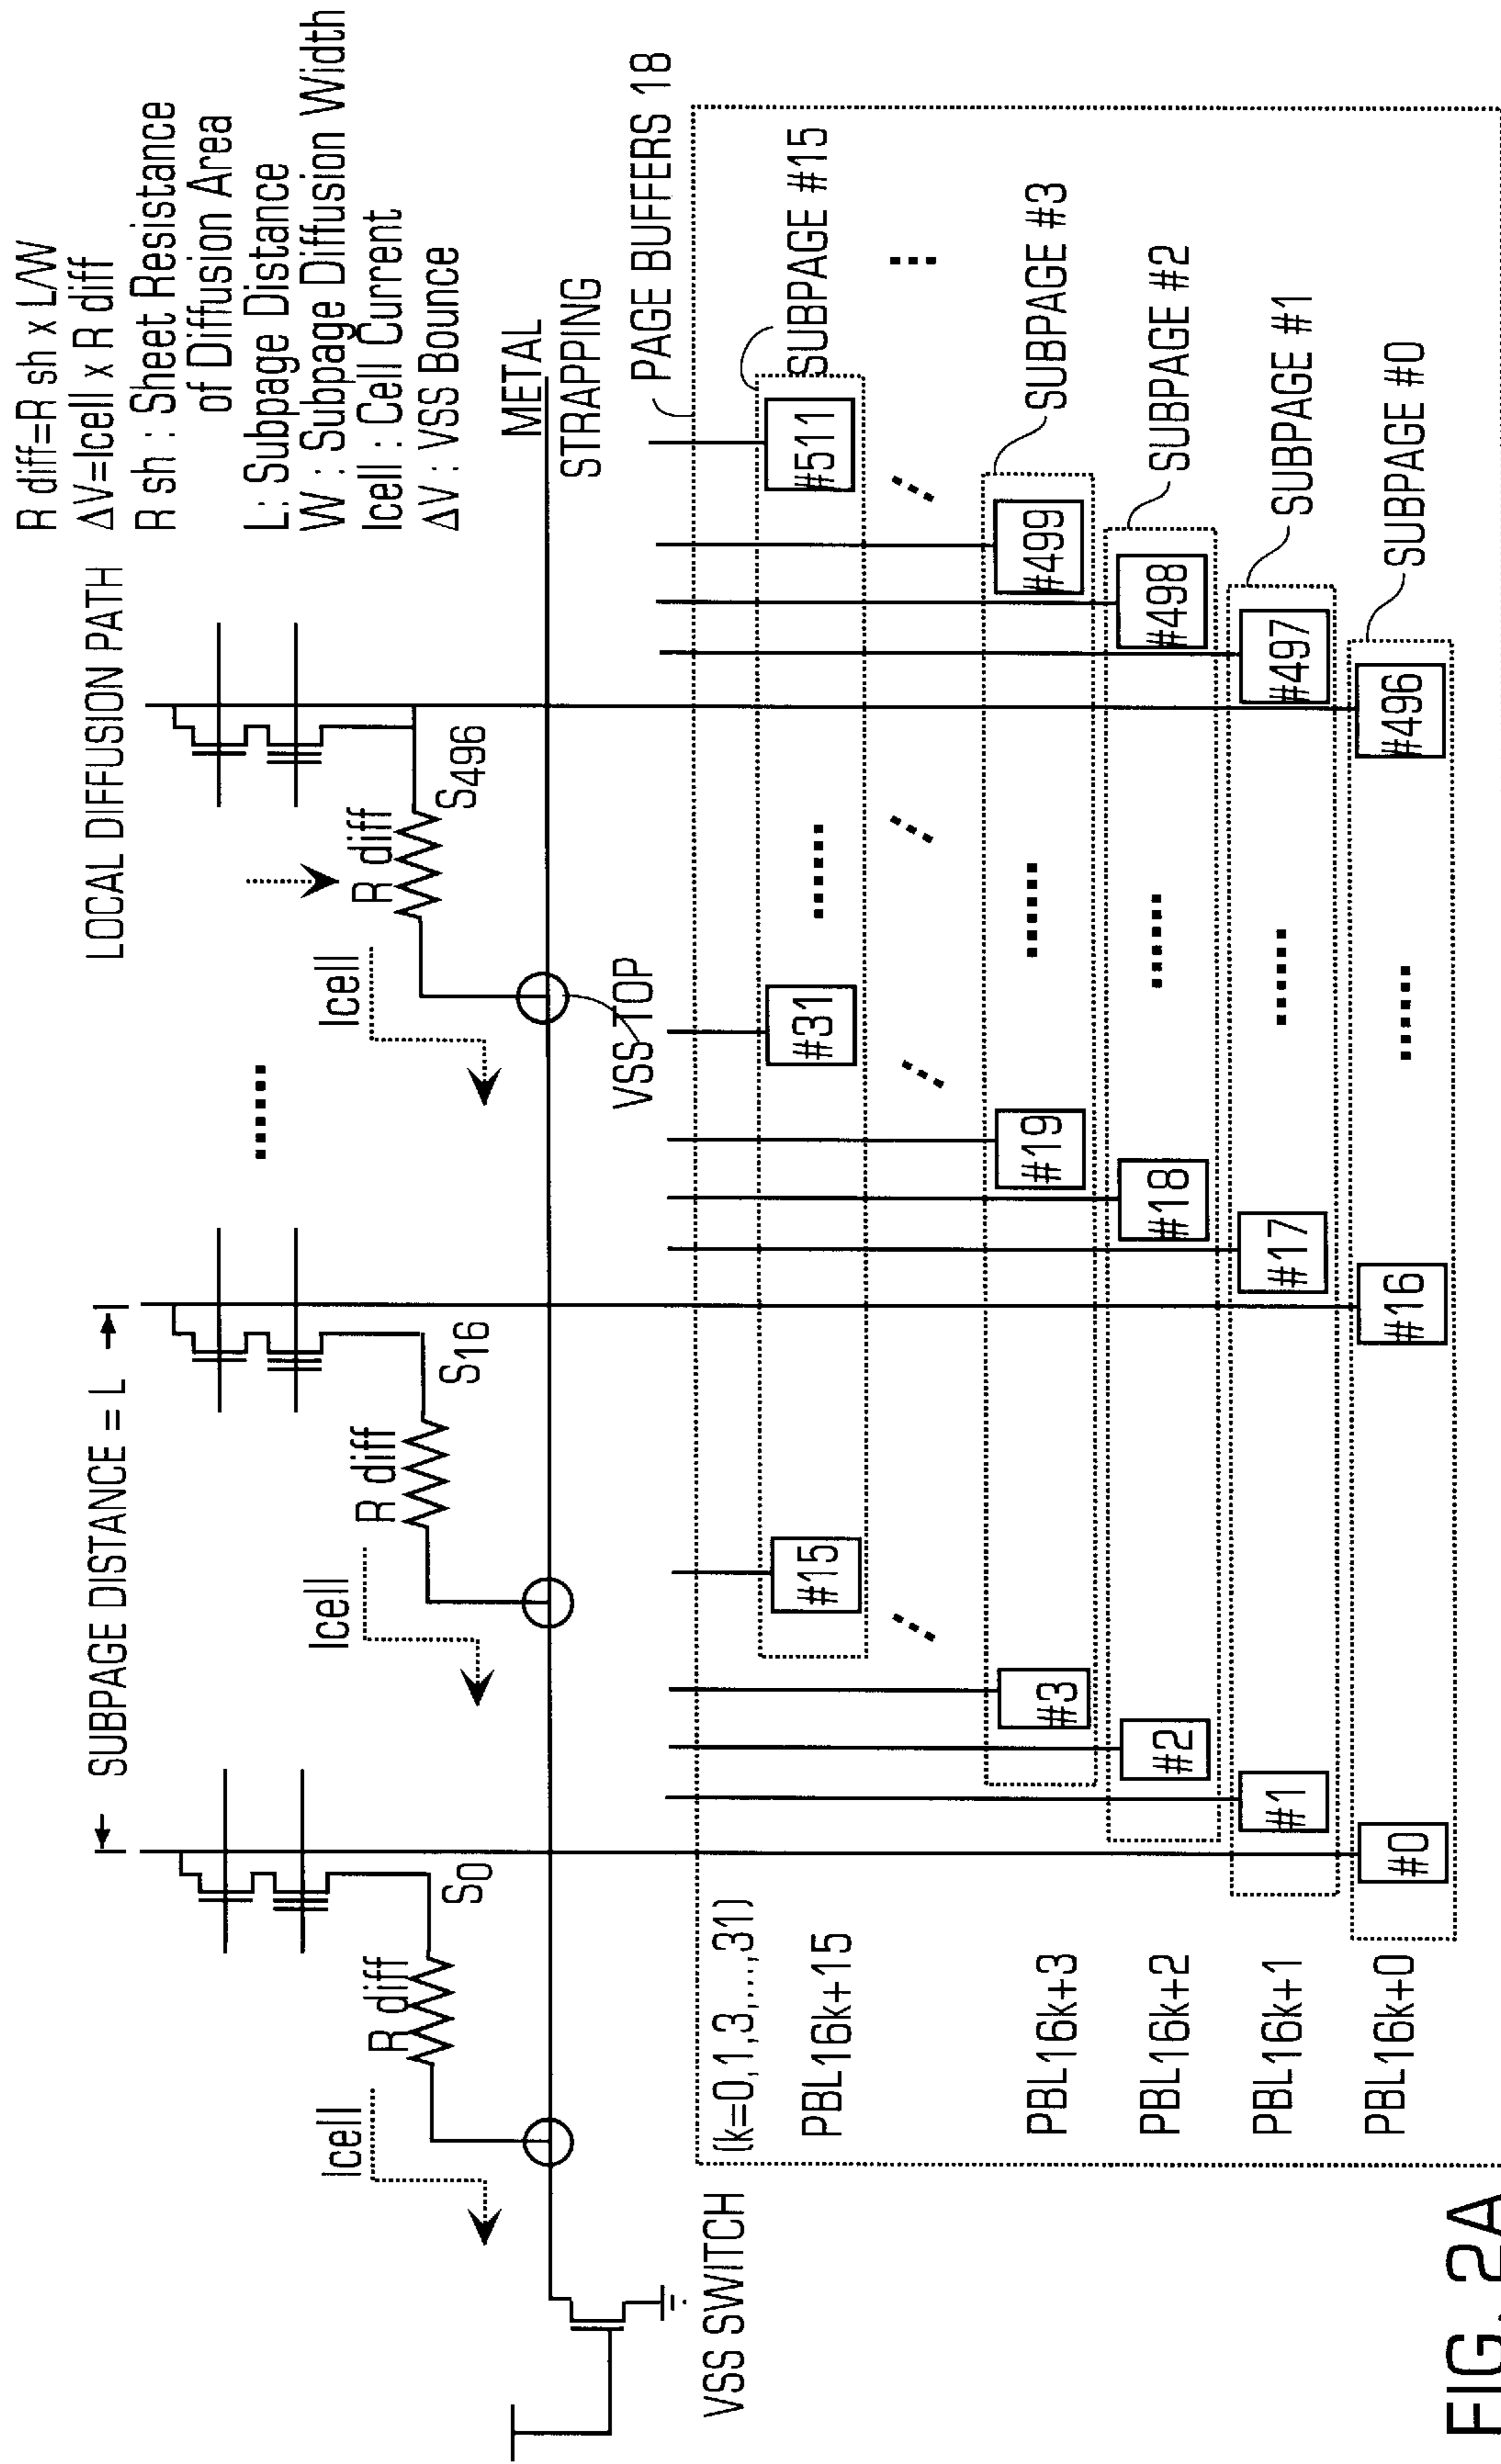 R diff=R sh x L/W
ΔV=Icell x R diff
R sh : Sheet Resistance
of Diffusion Area
L: Subpage Distance
W : Subpage Diffusion Width
Icell : Cell Current
ΔV : VSS Bounce
SUBPAGE DISTANCE = L
LOCAL DIFFUSION PATH
Icell
R diff
S0
Icell
R diff
S16
Icell
R diff
S496
METAL
STRAPPING
VSS SWITCH
VSS TOP
PAGE BUFFERS 18
(k=0,1,3,...,31)
PBL16k+15
#15
#31
#511
SUBPAGE #15
PBL16k+3
#3
#19
#499
SUBPAGE #3
PBL16k+2
#2
#18
#498
SUBPAGE #2
PBL16k+1
#1
#17
#497
SUBPAGE #1
PBL16k+0
#0
#16
#496
SUBPAGE #0
FIG. 2A